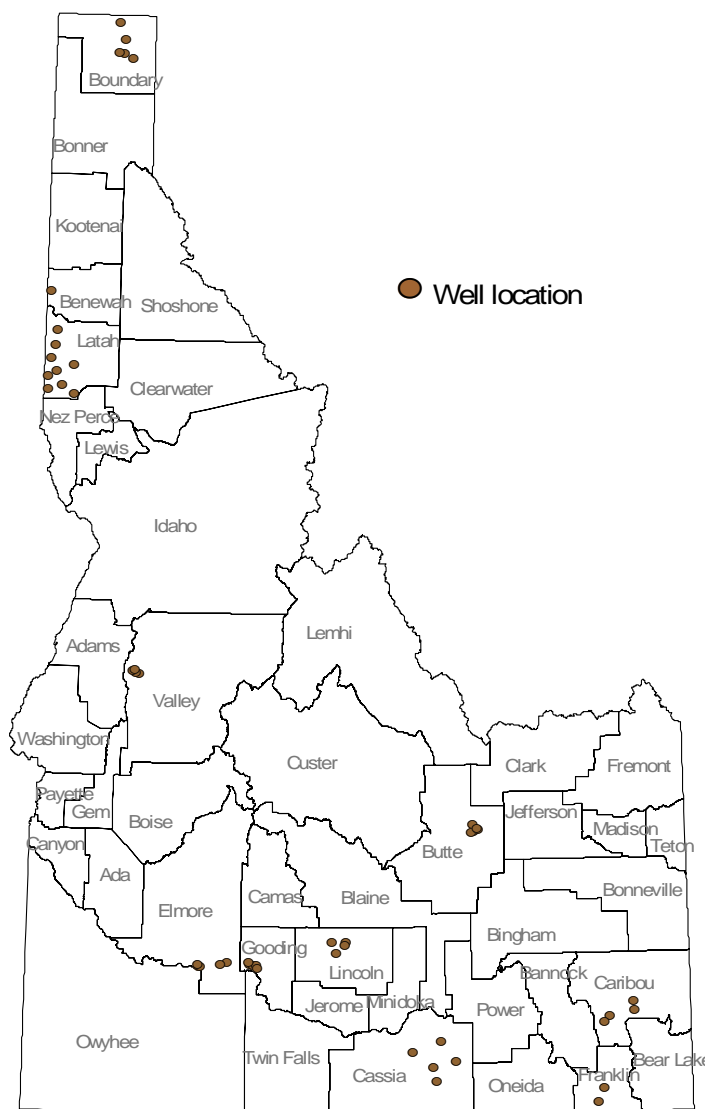 Boundary
Bonner
Kootenai
Benewah
Shoshone
Well location
Latah
Clearwater
Nez Perce
Lewis
Idaho
Lemhi
Adams
Valley
Washington
Custer
Clark
Fremont
Payette
Gem
Boise
Jefferson
Madison
Teton
Canyon
Butte
Ada
Camas
Blaine
Bonneville
Elmore
Gooding
Bingham
Lincoln
Bannock
Caribou
Jerome
Minidoka
Power
Owyhee
Twin Falls
Cassia
Oneida
Franklin
Bear Lake